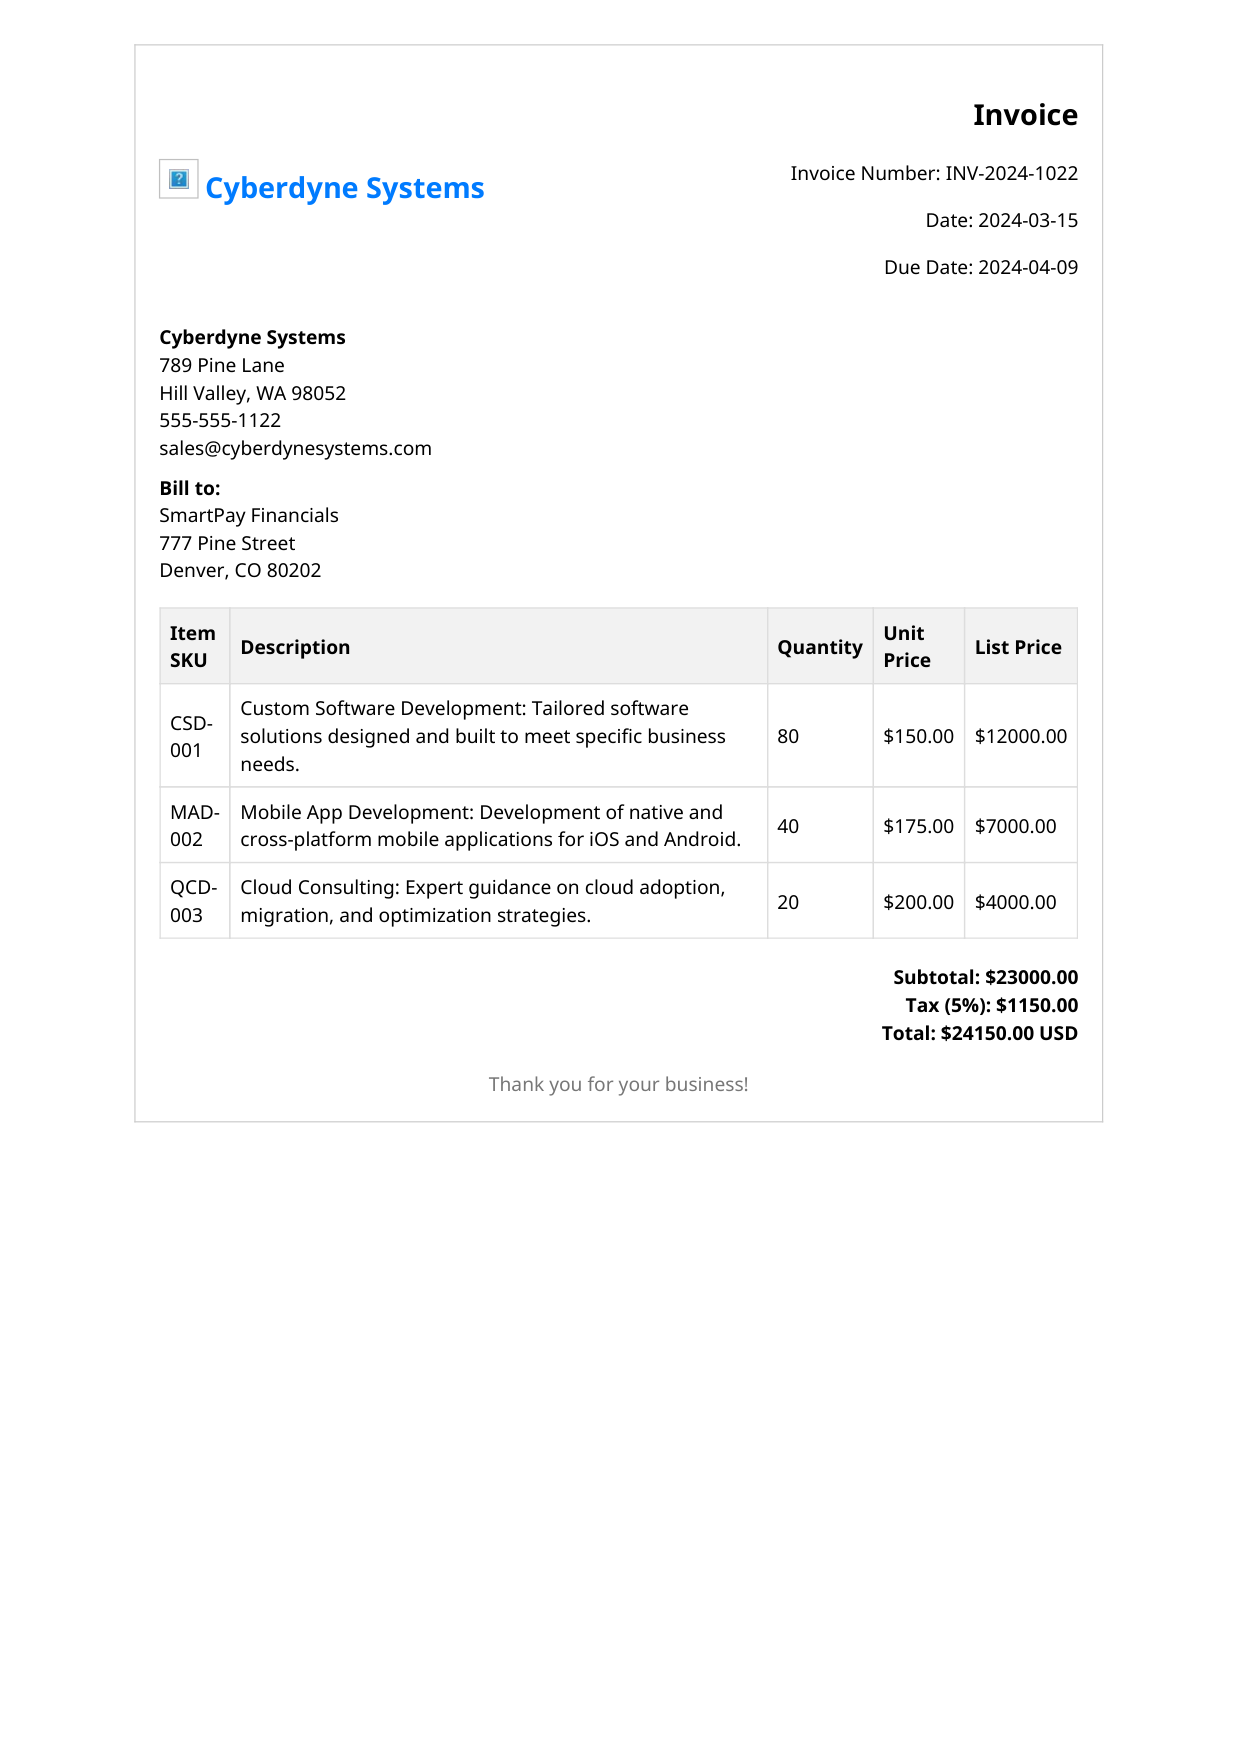 Invoice
Cyberdyne Systems
Invoice Number: INV-2024-1022
Date: 2024-03-15
Due Date: 2024-04-09
Cyberdyne Systems
789 Pine Lane
Hill Valley, WA 98052
555-555-1122
sales@cyberdynesystems.com
Bill to:
SmartPay Financials
777 Pine Street
Denver, CO 80202
Item SKU Description Quantity Unit Price List Price
CSD-001 Custom Software Development: Tailored software
solutions designed and built to meet specific business
needs. 80 $150.00 $12000.00
MAD-002 Mobile App Development: Development of native and
cross-platform mobile applications for iOS and Android. 40 $175.00 $7000.00
QCD-003 Cloud Consulting: Expert guidance on cloud adoption,
migration, and optimization strategies. 20 $200.00 $4000.00
Subtotal: $23000.00
Tax (5%): $1150.00
Total: $24150.00 USD
Thank you for your business!